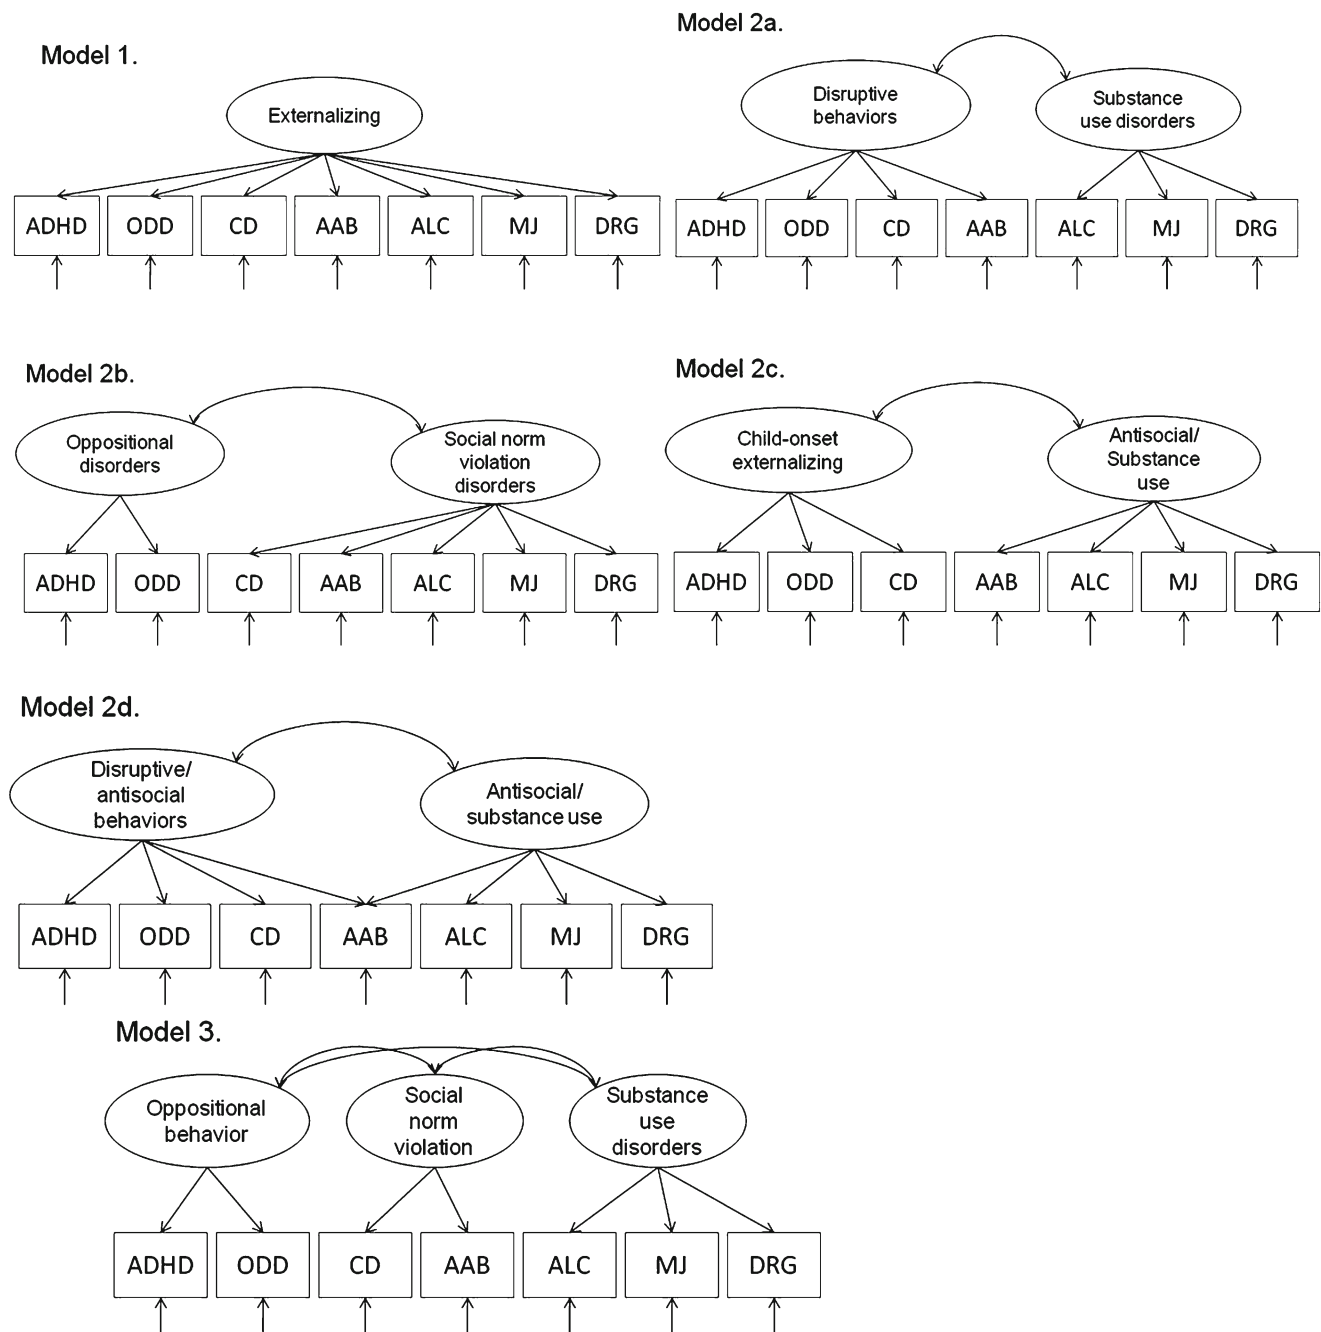 Model 1.
Externalizing
ADHD ODD CD AAB ALC MJ DRG
Model 2a.
Disruptive
behaviors
Substance
use disorders
ADHD ODD CD AAB ALC MJ DRG
Model 2b.
Oppositional
disorders
Social norm
violation
disorders
ADHD ODD CD AAB ALC MJ DRG
Model 2c.
Child-onset
externalizing
Antisocial/
Substance
use
ADHD ODD CD AAB ALC MJ DRG
Model 2d.
Disruptive/
antisocial
behaviors
Antisocial/
substance use
ADHD ODD CD AAB ALC MJ DRG
Model 3.
Oppositional
behavior
Social
norm
violation
Substance
use
disorders
ADHD ODD CD AAB ALC MJ DRG